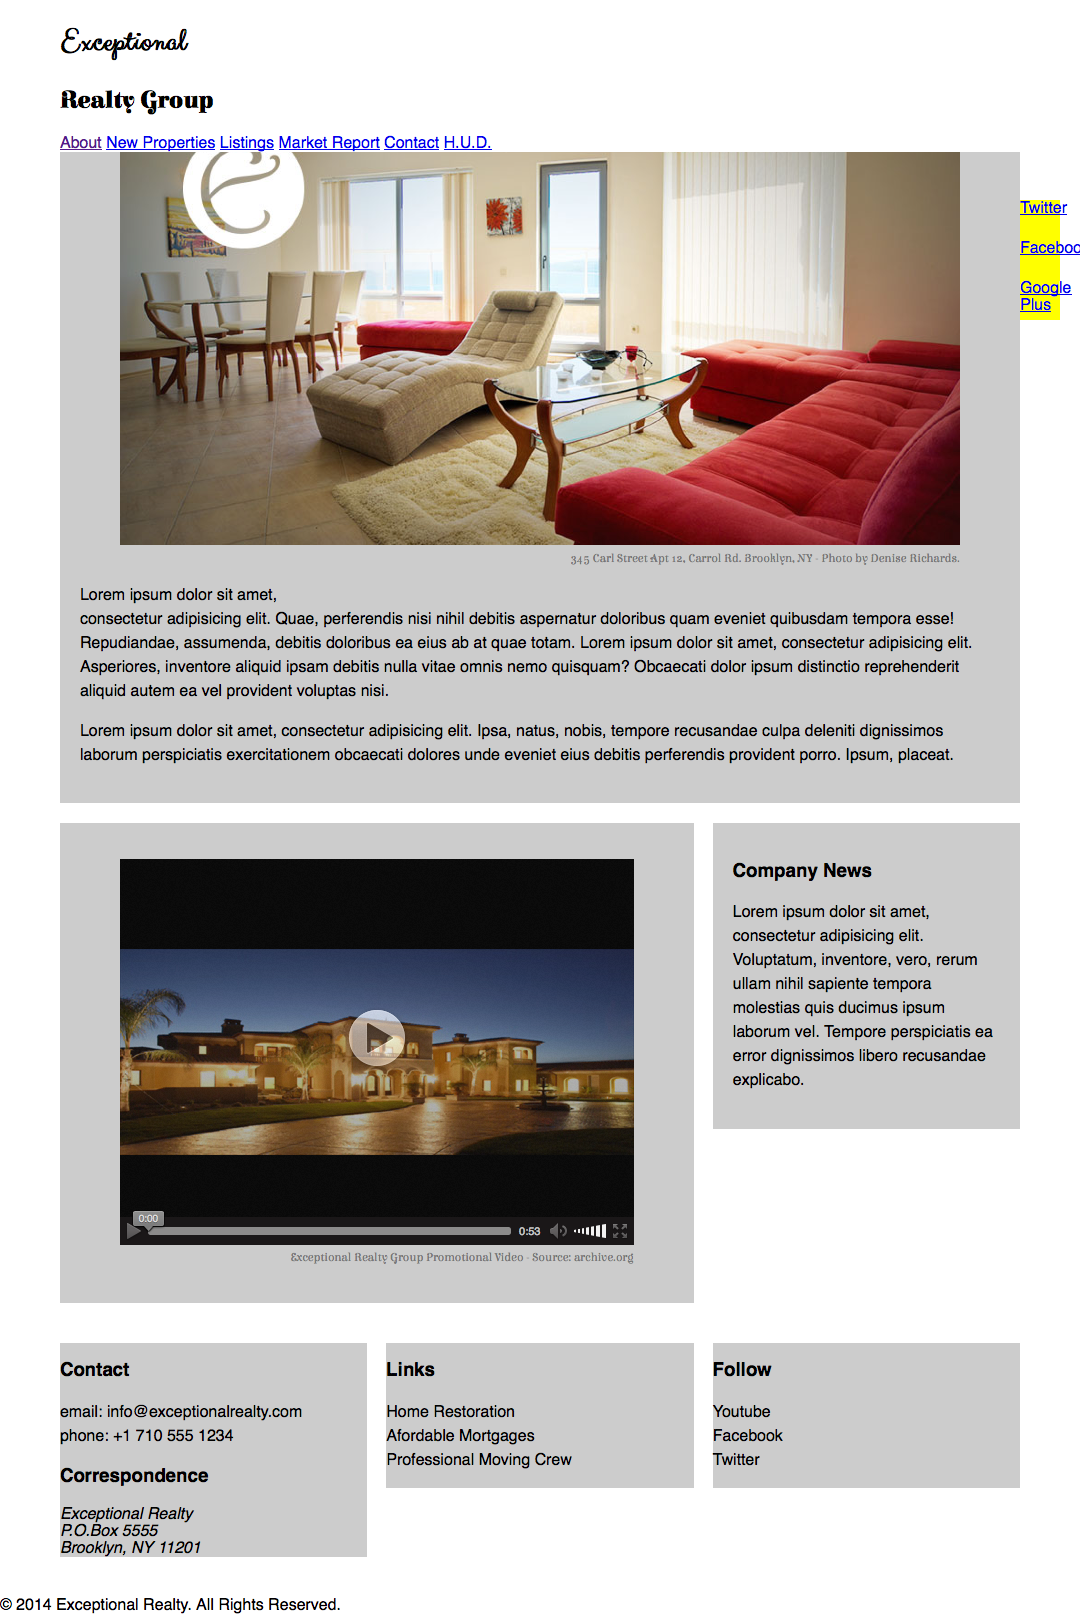 Exceptional
Realty Group
About New Properties Listings Market Report Contact H.U.D.
Twitter
Google
Plus
345 Carl Street Apt 12, Carrol Rd. Brooklyn, NY - Photo by Denise Richards.
Lorem ipsum dolor sit amet,
consectetur adipisicing elit. Quae, perferendis nisi nihil debitis aspernatur doloribus quam eveniet quibusdam tempora esse!
Repudiandae, assumenda, debitis doloribus ea eius ab at quae totam. Lorem ipsum dolor sit amet, consectetur adipisicing elit.
Asperiores, inventore aliquid ipsam debitis nulla vitae omnis nemo quisquam? Obcaecati dolor ipsum distinctio reprehenderit
aliquid autem ea vel provident voluptas nisi.
Lorem ipsum dolor sit amet, consectetur adipisicing elit. Ipsa, natus, nobis, tempore recusandae culpa deleniti dignissimos
laborum perspiciatis exercitationem obcaecati dolores unde eveniet eius debitis perferendis provident porro. Ipsum, placeat.
0:00
0:53
Exceptional Realty Group Promotional Video - Source: archive.org
Company News
Lorem ipsum dolor sit amet,
consectetur adipisicing elit.
Voluptatum, inventore, vero, rerum
ullam nihil sapiente tempora
molestias quis ducimus ipsum
laborum vel. Tempore perspiciatis ea
error dignissimos libero recusandae
explicabo.
Contact
email: info@exceptionalrealty.com
phone: +1 710 555 1234
Correspondence
Exceptional Realty
P.O.Box 5555
Brooklyn, NY 11201
Links
Home Restoration
Afordable Mortgages
Professional Moving Crew
Follow
Youtube
Facebook
Twitter
© 2014 Exceptional Realty. All Rights Reserved.